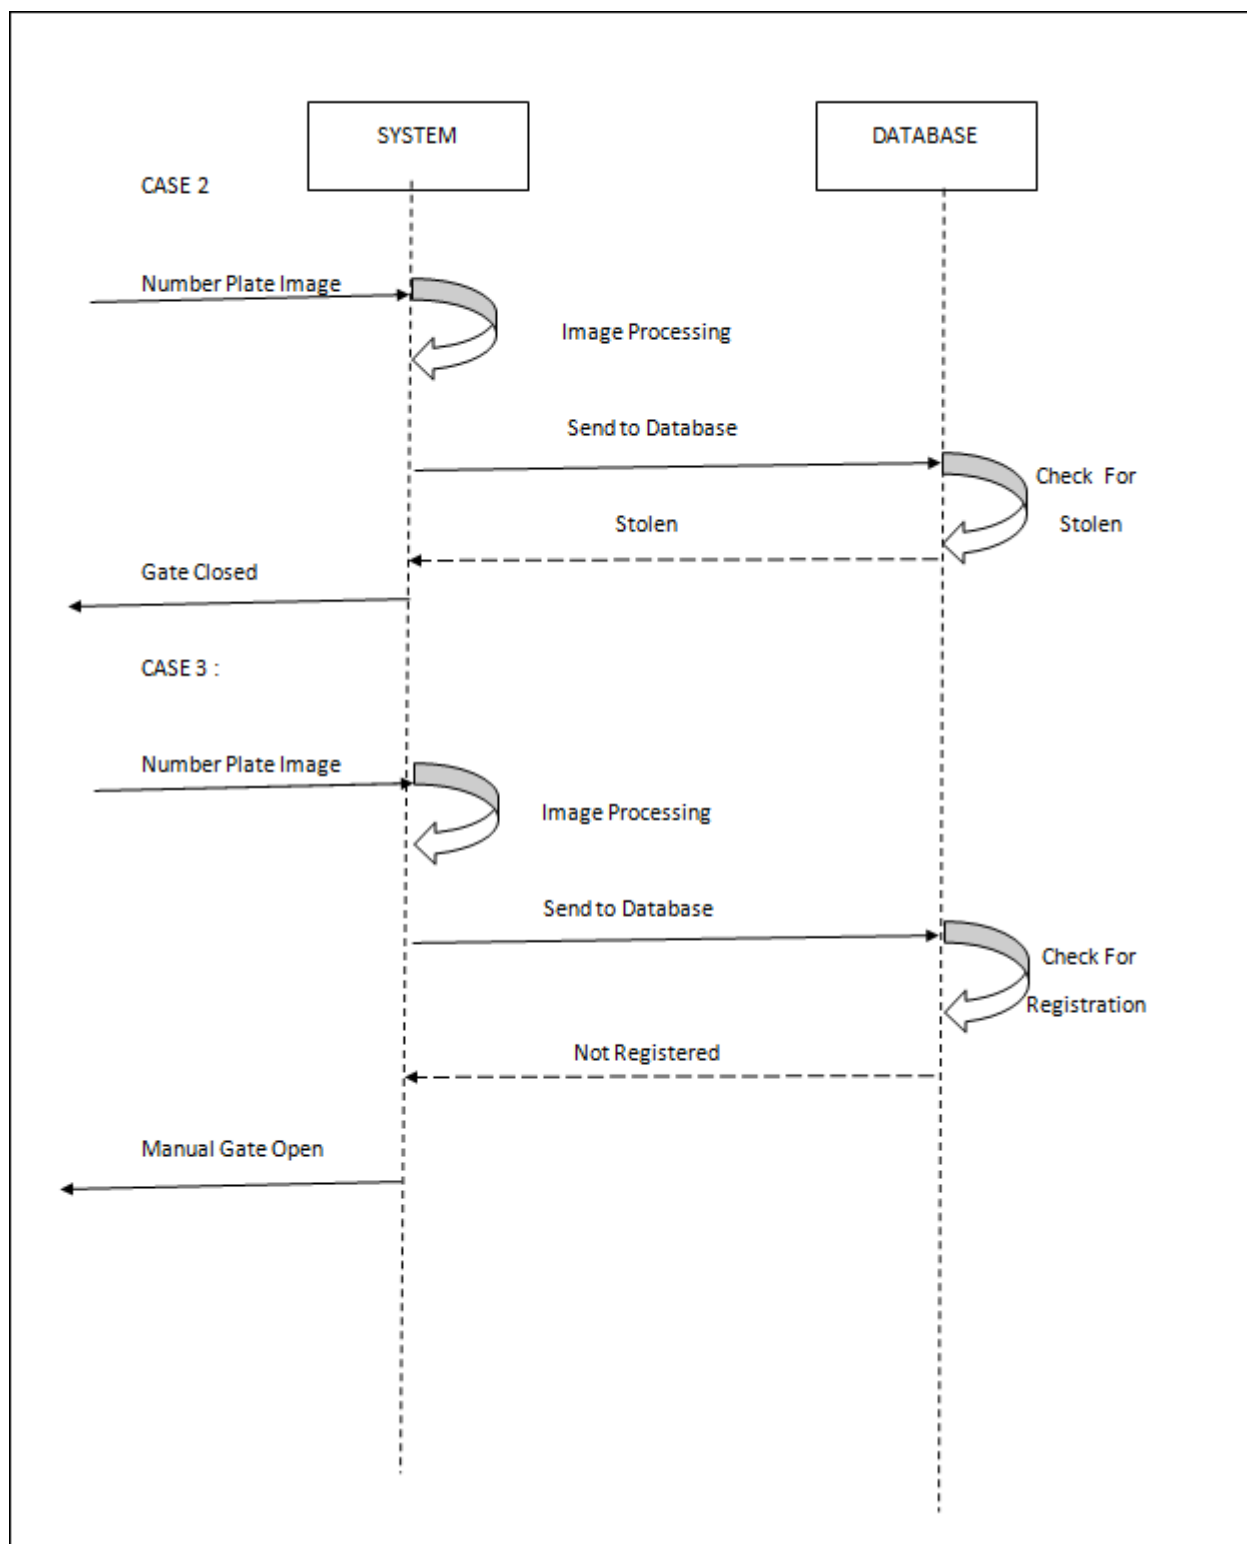 SYSTEM
DATABASE
CASE 2
Number Plate Image
Image Processing
Send to Database
Check For
Stolen
Stolen
Gate Closed
CASE 3 :
Number Plate Image
Image Processing
Send to Database
Check For
Registration
Not Registered
Manual Gate Open